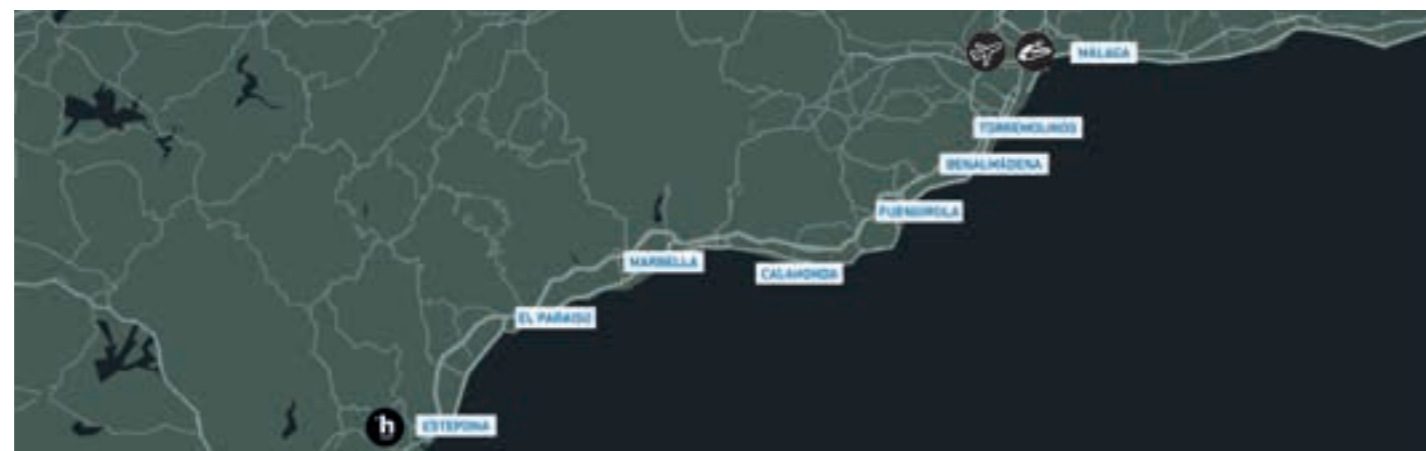 MÁLAGA
TORREMOLINOS
BENALMÁDENA
FUENGIROLA
MARBELLA
CALAHONDA
EL PARAISO
h
ESTEPONA